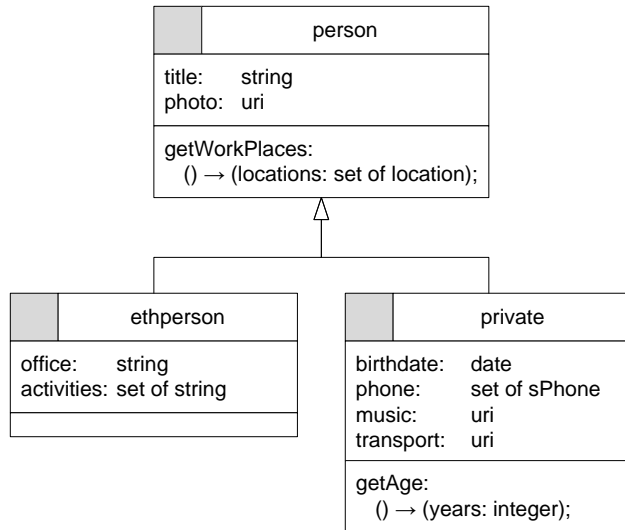 person
title: string
photo: uri
getWorkPlaces:
() → (locations: set of location);
ethperson
office: string
activities: set of string
private
birthdate: date
phone: set of sPhone
music: uri
transport: uri
getAge:
() → (years: integer);